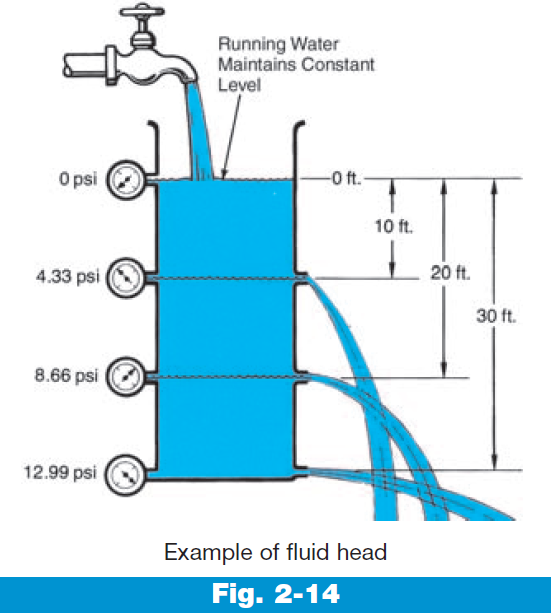 Running Water
Maintains Constant
Level
0 psi
0 ft.
10 ft.
4.33 psi
20 ft.
30 ft.
8.66 psi
12.99 psi
Example of fluid head
Fig. 2-14